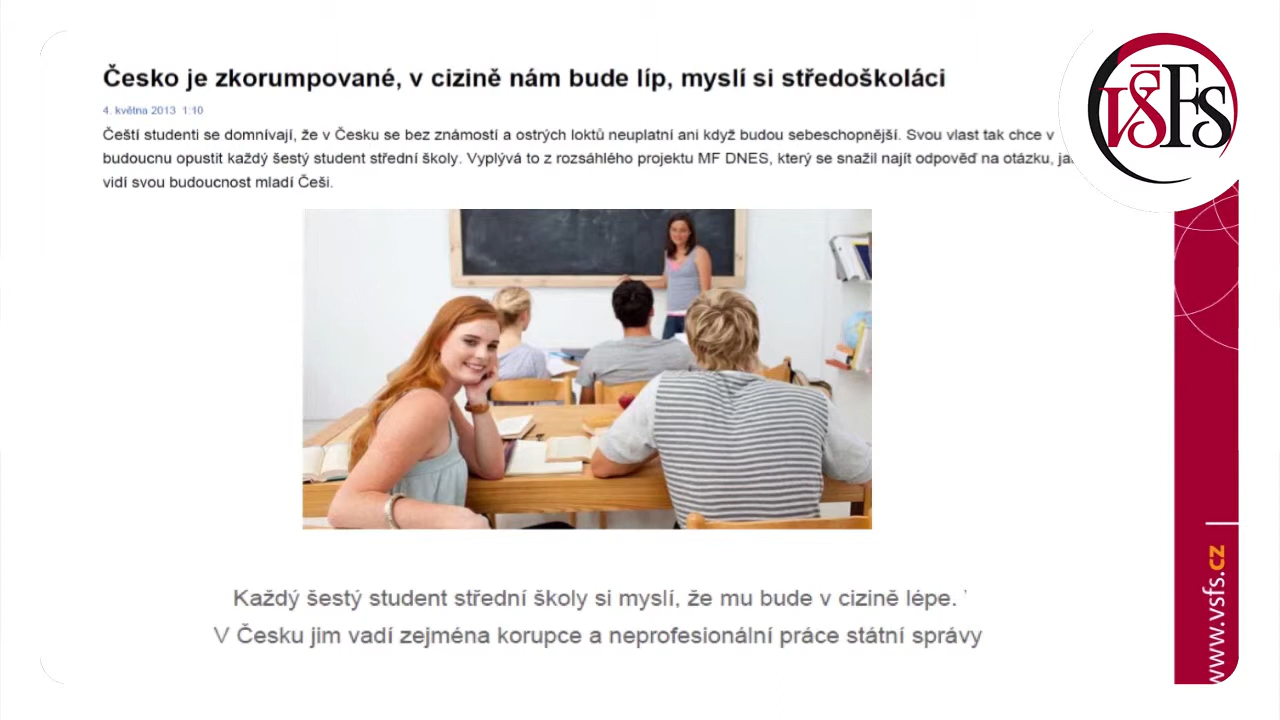 Česko je zkorumpované, v cizině nám bude líp, myslí si středoškoláci
4. května 2013 1:10
Čeští studenti se domnívají, že v Česku se bez známostí a ostrých loktů neuplatní ani když budou sebeschopnější. Svou vlast tak chce v
budoucnu opustit každý šestý student střední školy. Vyplývá to z rozsáhlého projektu MF DNES, který se snažil najít odpověď na otázku,
vidí svou budoucnost mladí Češi.
Každý šestý student střední školy si myslí, že mu bude v cizině lépe.
V Česku jim vadí zejména korupce a neprofesionální práce státní správy
VŠFS
www.vsfs.cz